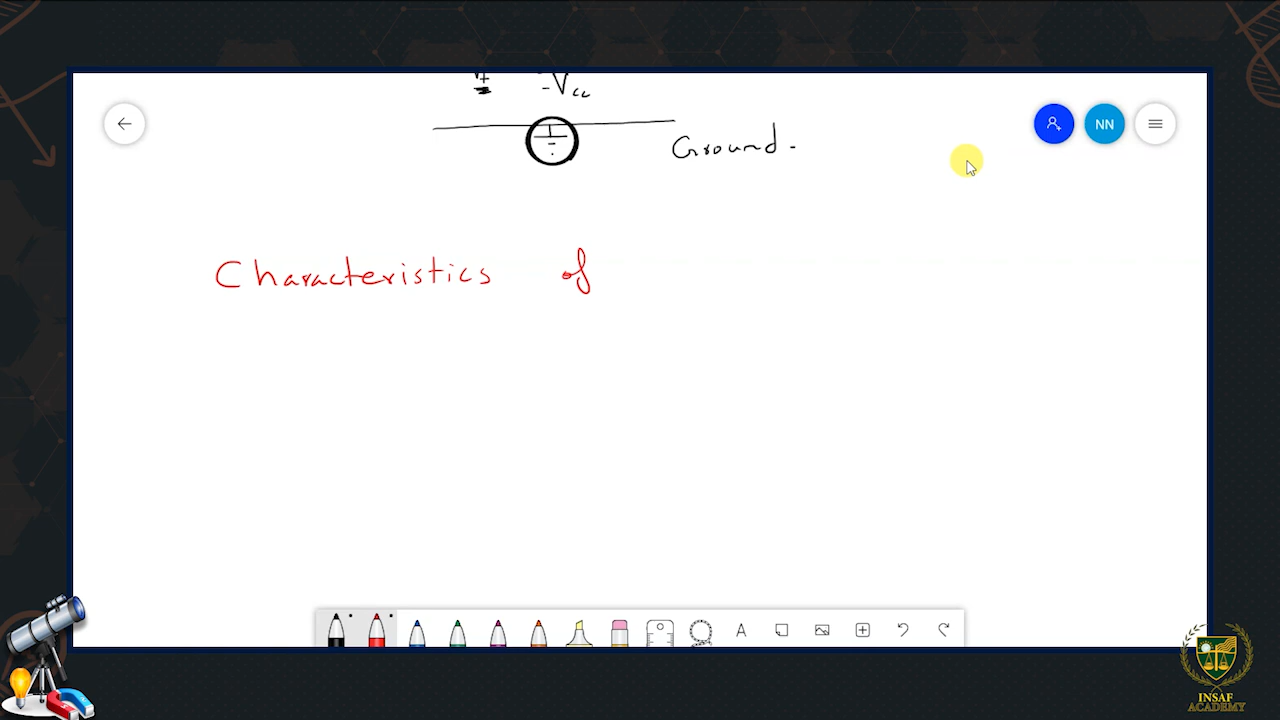 -Vcc
NN
Ground.
Characteristics of
A
INSAF
ACADEMY